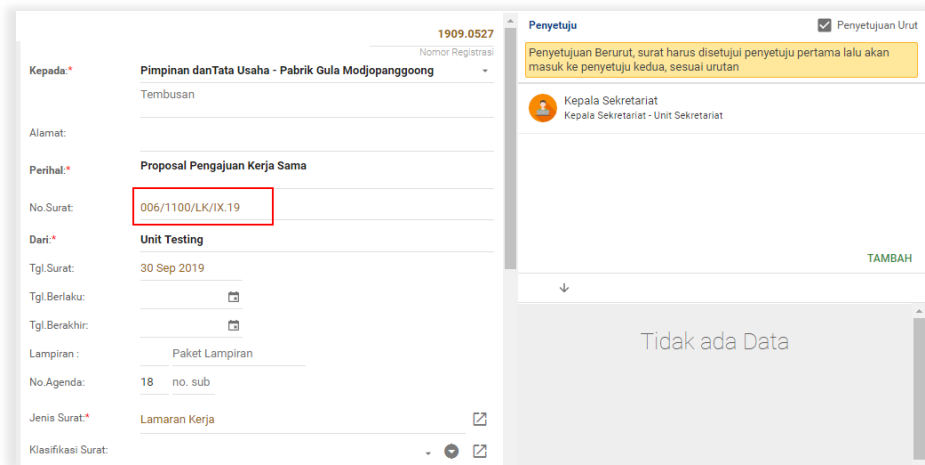 1909.0527
Nomor Registrasi
Kepada:* Pimpinan danTata Usaha - Pabrik Gula Modjopanggoong
Tembusan
Alamat:
Perihal:* Proposal Pengajuan Kerja Sama
No.Surat: 006/1100/LK/IX.19
Dari:* Unit Testing
Tgl.Surat: 30 Sep 2019
Tgl.Berlaku:
Tgl.Berakhir:
Lampiran : Paket Lampiran
No.Agenda: 18 no. sub
Jenis Surat:* Lamaran Kerja
Klasifikasi Surat:
Penyetuju Penyetujuan Urut
Penyetujuan Berurut, surat harus disetujui penyetuju pertama lalu akan
masuk ke penyetuju kedua, sesuai urutan
Kepala Sekretariat
Kepala Sekretariat - Unit Sekretariat
TAMBAH
Tidak ada Data